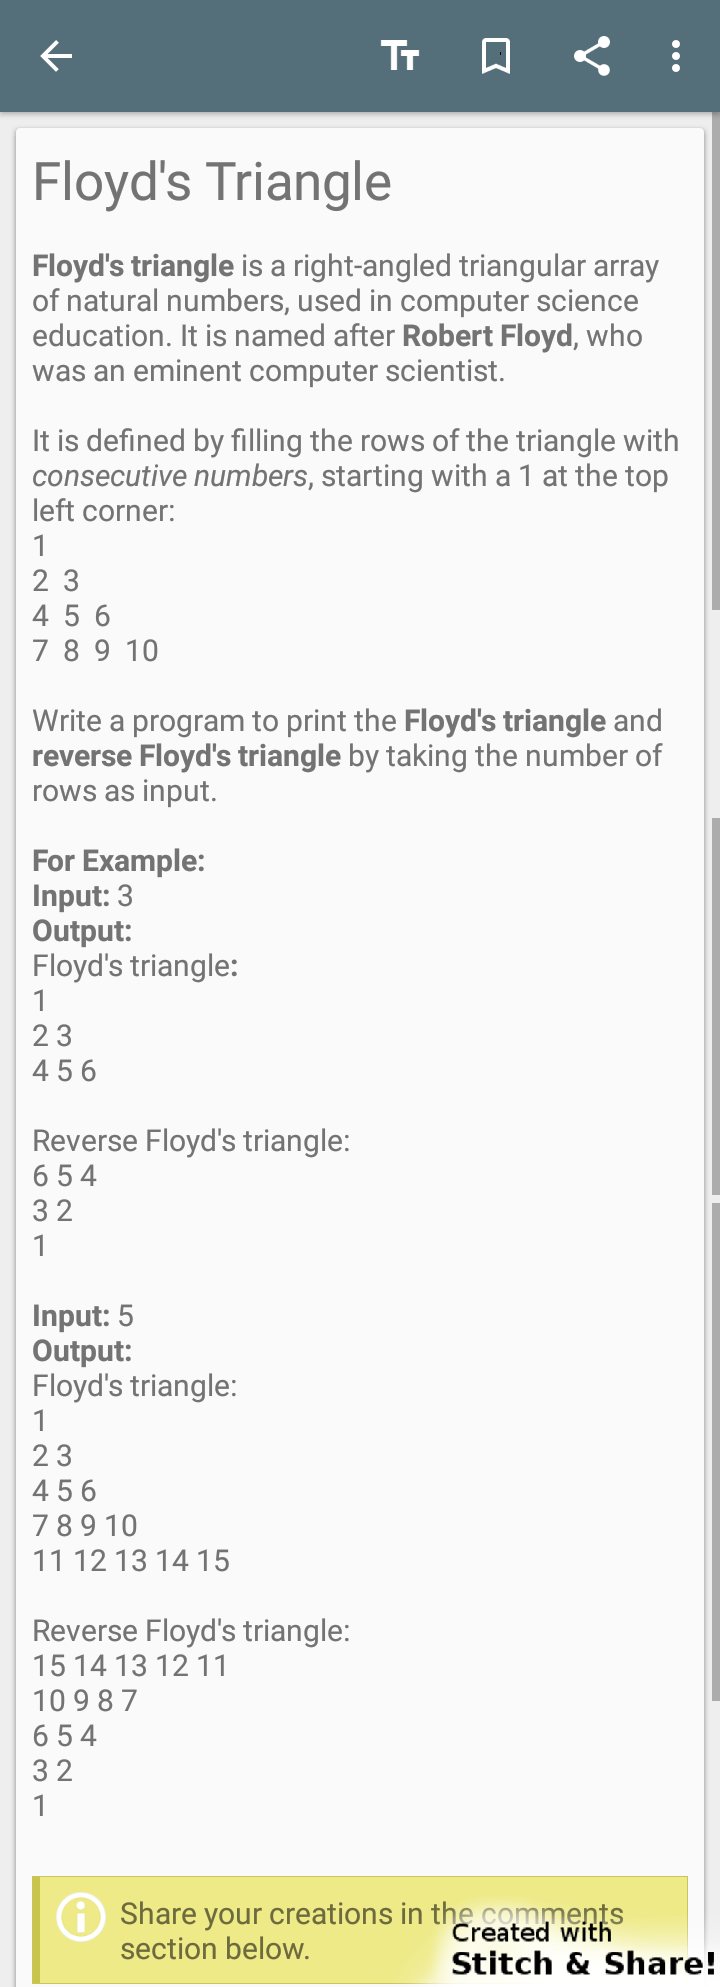 Floyd's Triangle
Floyd's triangle is a right-angled triangular array
of natural numbers, used in computer science
education. It is named after Robert Floyd, who
was an eminent computer scientist.
It is defined by filling the rows of the triangle with
consecutive numbers, starting with a 1 at the top
left corner:
1
2 3
4 5 6
7 8 9 10
Write a program to print the Floyd's triangle and
reverse Floyd's triangle by taking the number of
rows as input.
For Example:
Input: 3
Output:
Floyd's triangle:
1
2 3
4 5 6
Reverse Floyd's triangle:
6 5 4
3 2
1
Input: 5
Output:
Floyd's triangle:
1
2 3
4 5 6
7 8 9 10
11 12 13 14 15
Reverse Floyd's triangle:
15 14 13 12 11
10 9 8 7
6 5 4
3 2
1
Share your creations in the comments
section below.
Created with
Stitch & Share!